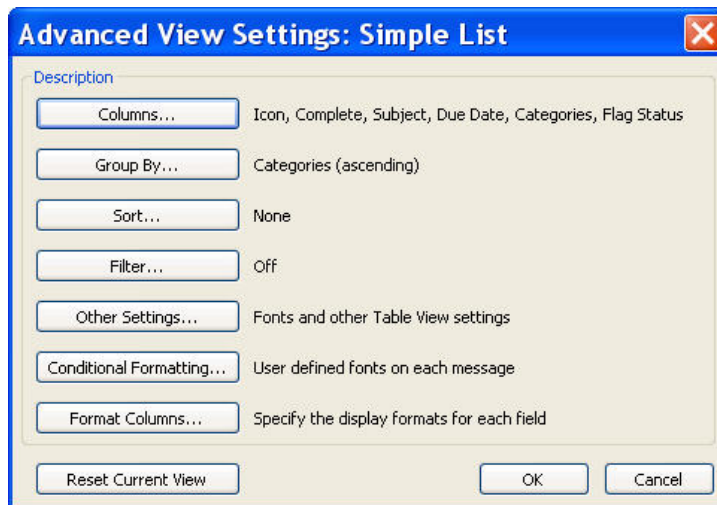 Advanced View Settings: Simple List
Description
Columns... Icon, Complete, Subject, Due Date, Categories, Flag Status
Group By... Categories (ascending)
Sort... None
Filter... Off
Other Settings... Fonts and other Table View settings
Conditional Formatting... User defined fonts on each message
Format Columns... Specify the display formats for each field
Reset Current View OK Cancel